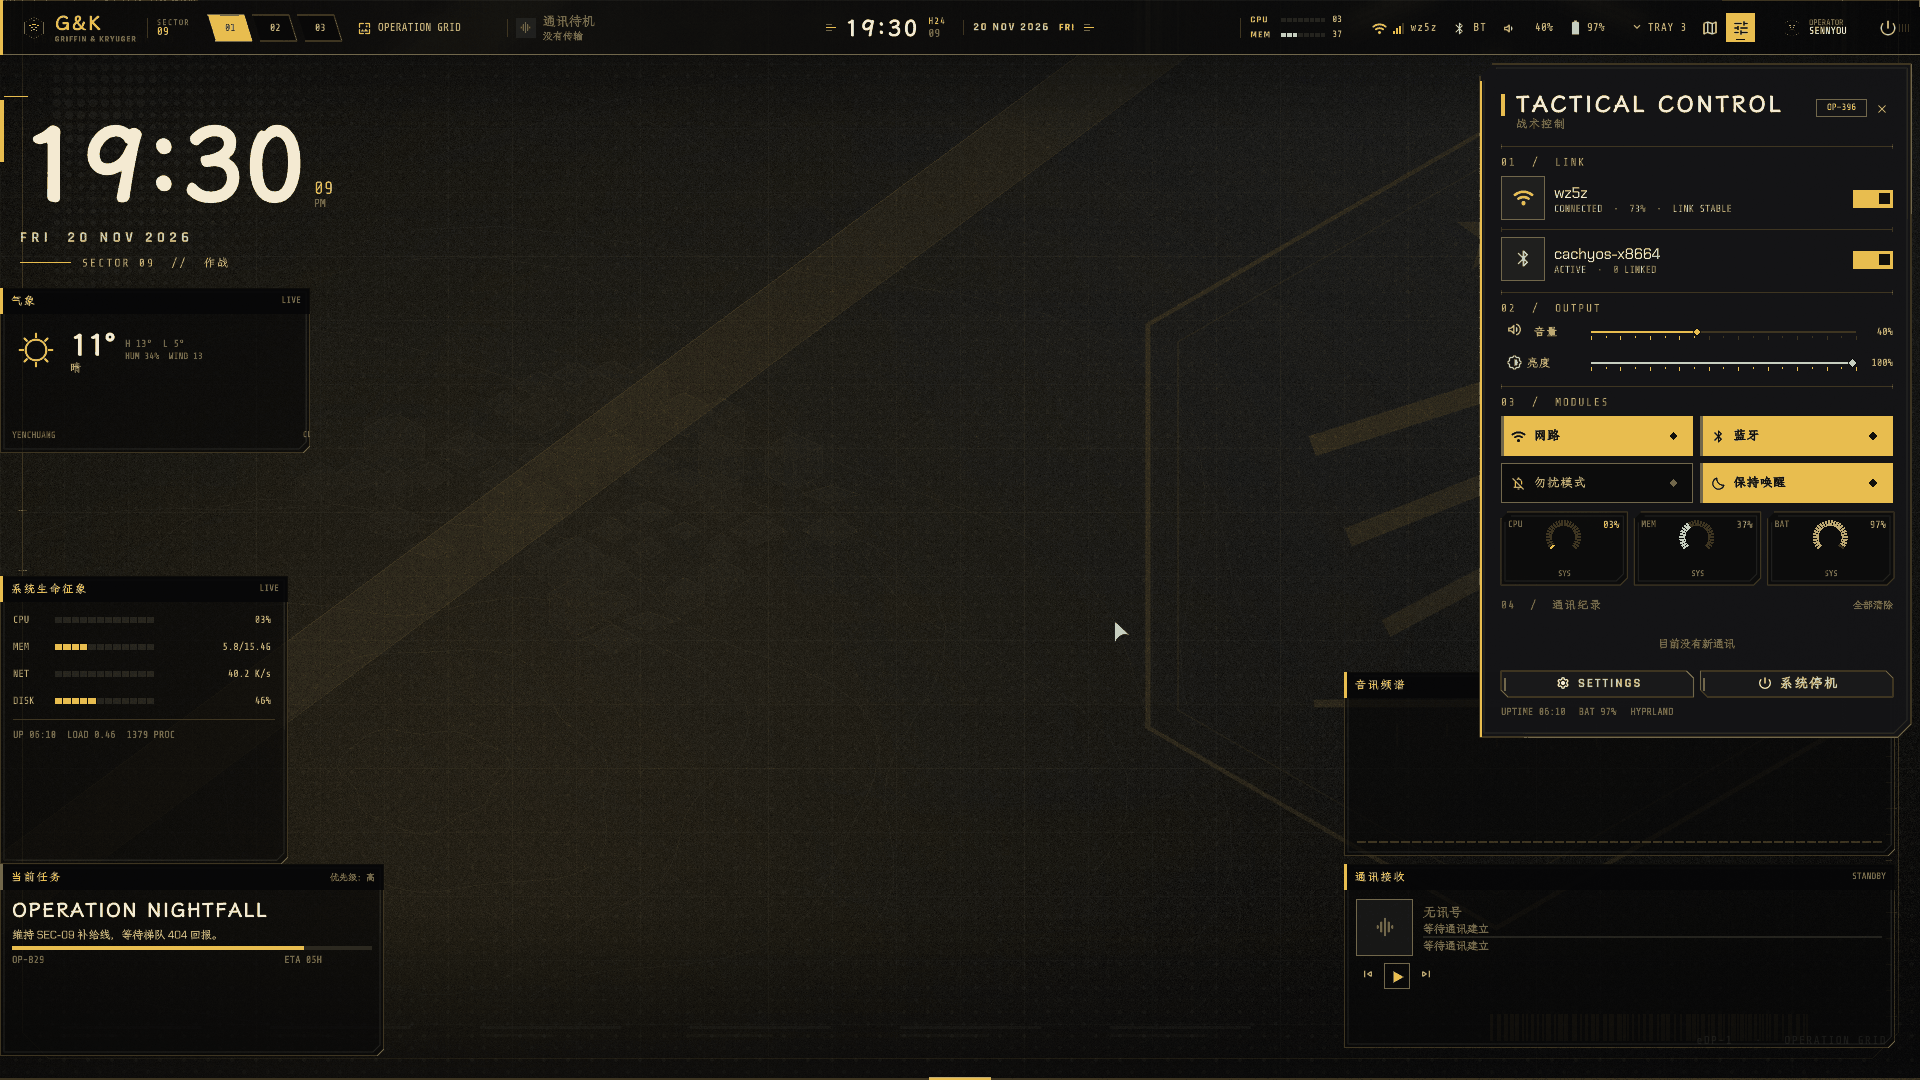 G&K
GRIFFIN & KRYUGER
SECTOR
09
01
02
03
OPERATION GRID
通讯待机
没有传输
19:30
H24
09
20 NOV 2026 FRI
CPU 03
MEM 37
wz5z
BT
40%
97%
TRAY 3
OPERATOR
SENNYOU
19:30
09
PM
FRI 20 NOV 2026
SECTOR 09 // 作战
气象
LIVE
11°
H 13° L 5°
HUM 34% WIND 13
晴
YENCHUANG
系统生命征象
LIVE
CPU 03%
MEM 5.8/15.4G
NET 40.2 K/s
DISK 46%
UP 06:10 LOAD 0.46 1379 PROC
当前任务
优先级: 高
OPERATION NIGHTFALL
维持 SEC-09 补给线，等待梯队 404 回报。
OP-829
ETA 05H
TACTICAL CONTROL
战术控制
OP-396
01 / LINK
wz5z
CONNECTED · 73% · LINK STABLE
cachyos-x8664
ACTIVE · 0 LINKED
02 / OUTPUT
音量 40%
亮度 100%
03 / MODULES
网路
蓝牙
勿扰模式
保持唤醒
CPU 03%
SYS
MEM 37%
SYS
BAT 97%
SYS
04 / 通讯纪录
全部清除
目前没有新通讯
SETTINGS
系统停机
UPTIME 06:10 BAT 97% HYPRLAND
音讯频谱
通讯接收
STANDBY
无讯号
等待通讯建立
等待通讯建立
OPERATION GRID